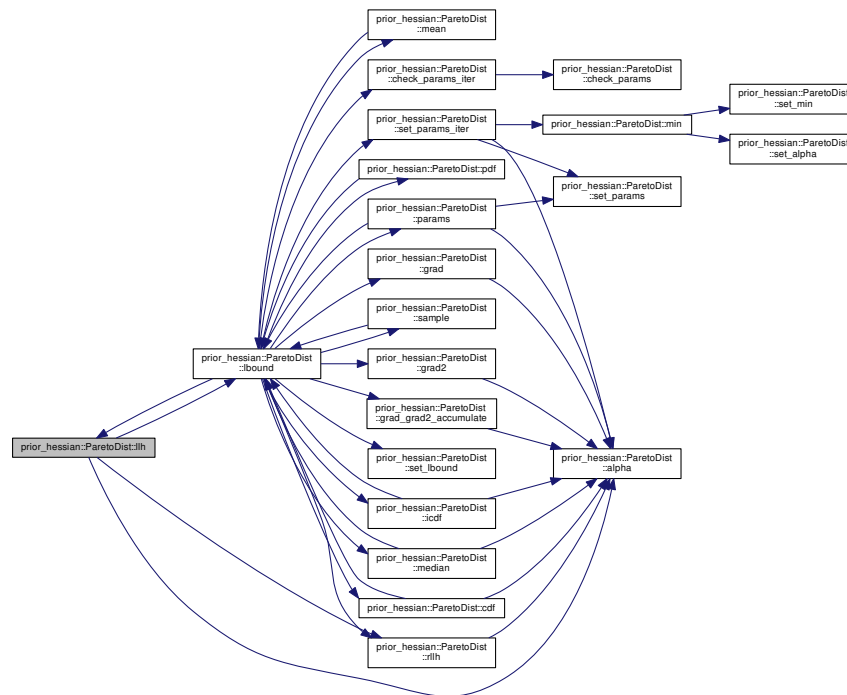 prior_hessian::ParetoDist
::mean
prior_hessian::ParetoDist
::check_params_iter
prior_hessian::ParetoDist
::check_params
prior_hessian::ParetoDist
::set_min
prior_hessian::ParetoDist
::set_params_iter
prior_hessian::ParetoDist::min
prior_hessian::ParetoDist
::set_alpha
prior_hessian::ParetoDist::pdf
prior_hessian::ParetoDist
::set_params
prior_hessian::ParetoDist
::params
prior_hessian::ParetoDist
::grad
prior_hessian::ParetoDist
::sample
prior_hessian::ParetoDist
::lbound
prior_hessian::ParetoDist
::grad2
prior_hessian::ParetoDist
::grad_grad2_accumulate
prior_hessian::ParetoDist::llh
prior_hessian::ParetoDist
::set_lbound
prior_hessian::ParetoDist
::alpha
prior_hessian::ParetoDist
::icdf
prior_hessian::ParetoDist
::median
prior_hessian::ParetoDist::cdf
prior_hessian::ParetoDist
::rllh